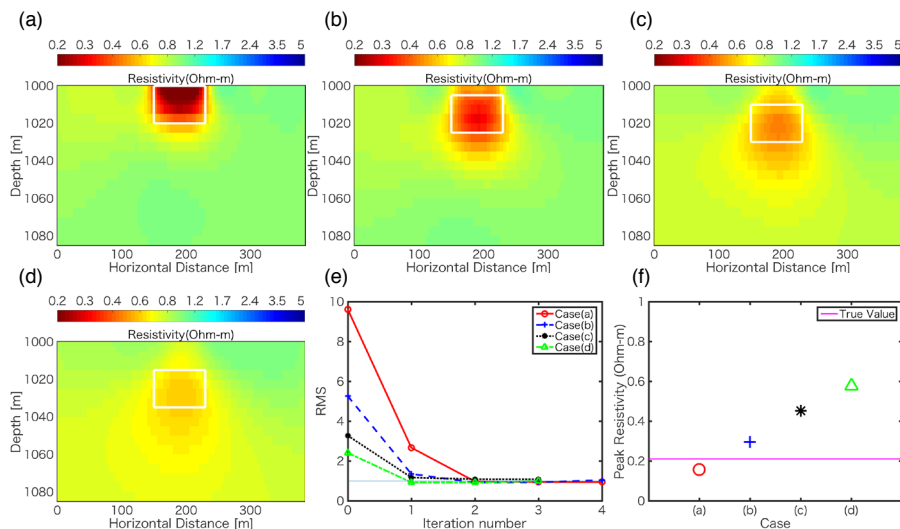 (a)
0.2 0.3 0.4 0.6 0.8 1.2 1.7 2.4 3.5 5
Resistivity(Ohm-m)
1000
1020
1040
1060
1080
Depth [m]
0 100 200 300
Horizontal Distance [m]
(b)
0.2 0.3 0.4 0.6 0.8 1.2 1.7 2.4 3.5 5
Resistivity(Ohm-m)
1000
1020
1040
1060
1080
Depth [m]
0 100 200 300
Horizontal Distance [m]
(c)
0.2 0.3 0.4 0.6 0.8 1.2 1.7 2.4 3.5 5
Resistivity(Ohm-m)
1000
1020
1040
1060
1080
Depth [m]
0 100 200 300
Horizontal Distance [m]
(d)
0.2 0.3 0.4 0.6 0.8 1.2 1.7 2.4 3.5 5
Resistivity(Ohm-m)
1000
1020
1040
1060
1080
Depth [m]
0 100 200 300
Horizontal Distance [m]
(e)
10
8
6
4
2
0
RMS
Case(a)
Case(b)
Case(c)
Case(d)
0 1 2 3 4
Iteration number
(f)
1
0.8
0.6
0.4
0.2
0
Peak Resistivity (Ohm-m)
True Value
(a) (b) (c) (d)
Case